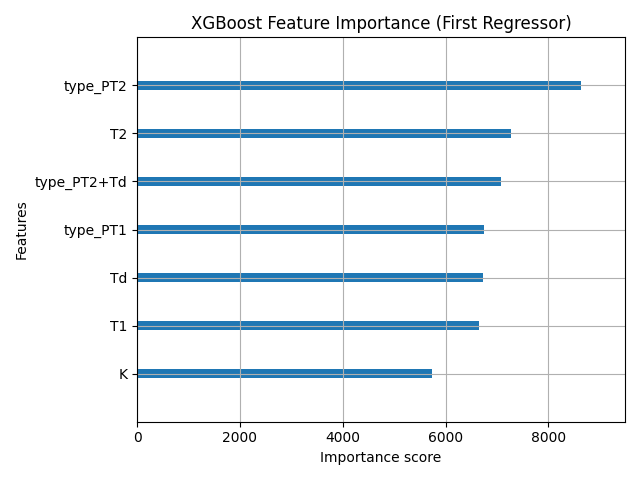 XGBoost Feature Importance (First Regressor)
type_PT2
T2
type_PT2+Td
type_PT1
Td
T1
K
Features
0 2000 4000 6000 8000
Importance score